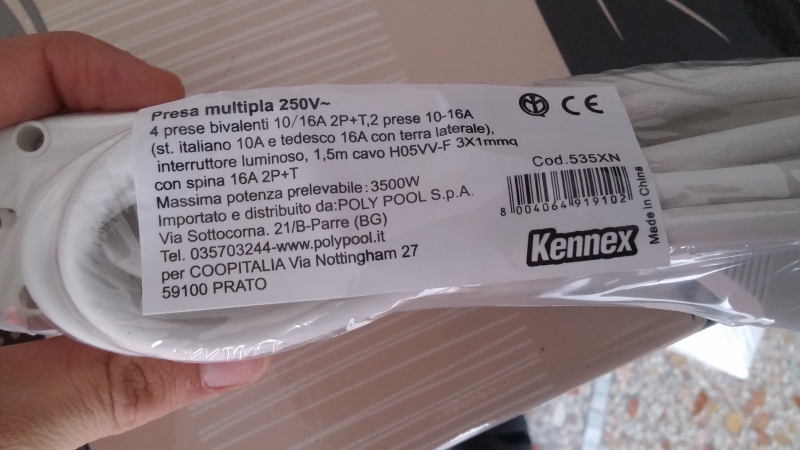 Presa multipla 250V~
4 prese bivalenti 10/16A 2P+T,2 prese 10-16A
(st. italiano 10A e tedesco 16A con terra laterale),
interruttore luminoso, 1,5m cavo H05VV-F 3X1mmq
con spina 16A 2P+T
Massima potenza prelevabile:3500W
Importato e distribuito da:POLY POOL S.p.A.
Via Sottocorna. 21/B-Parre (BG)
Tel. 035703244-www.polypool.it
per COOPITALIA Via Nottingham 27
59100 PRATO
CE
Cod.535XN
8 004064 919102
Kennex
Made in China